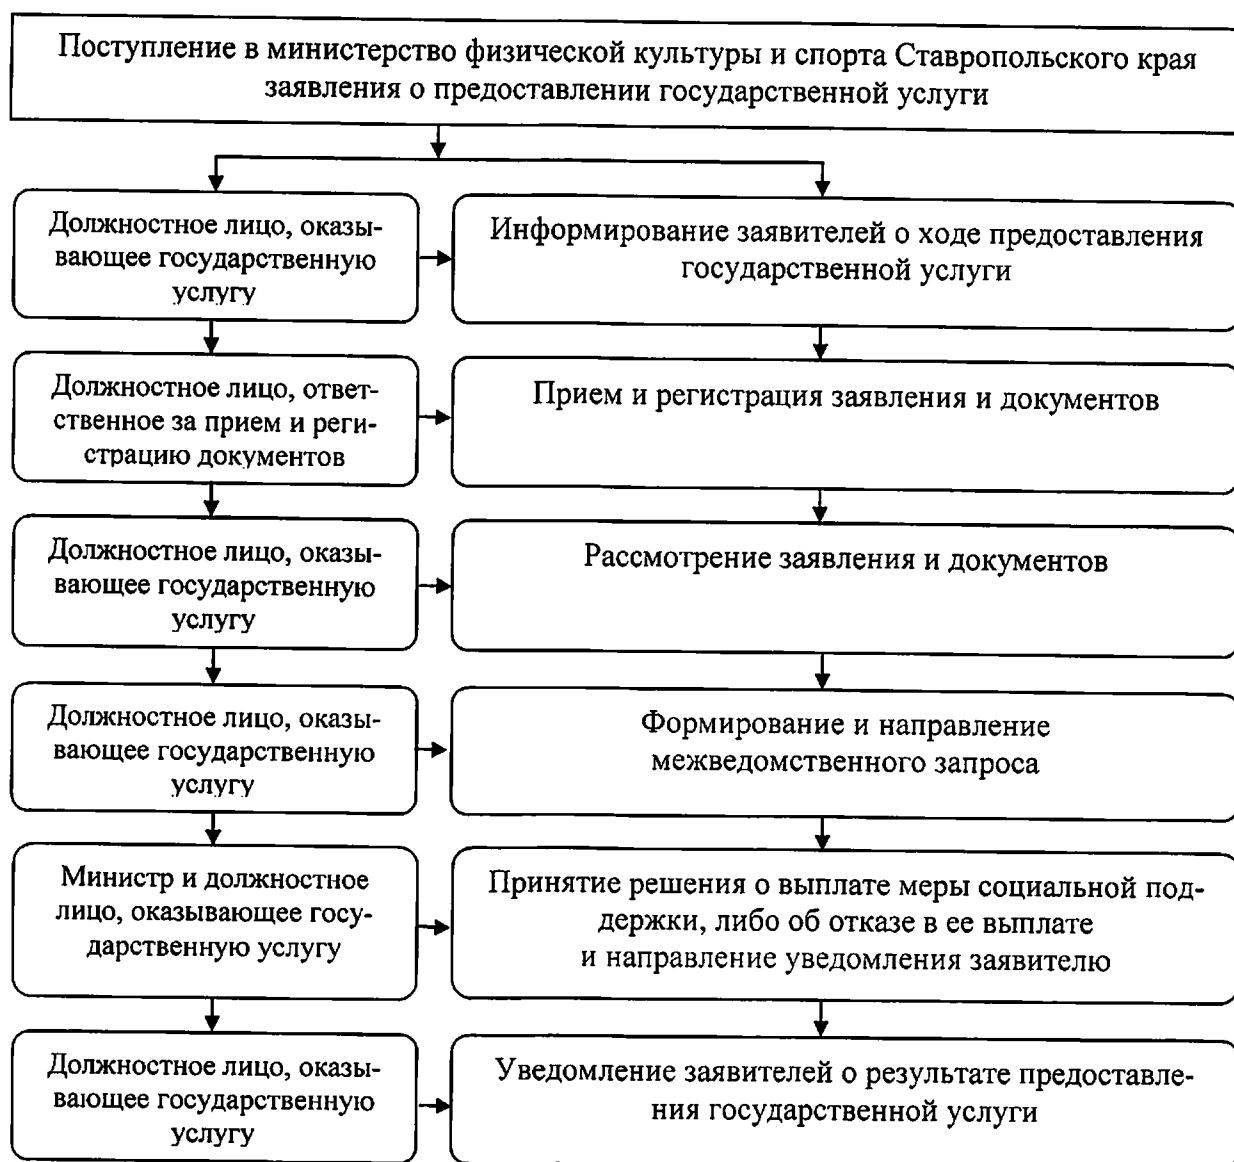 Поступление в министерство физической культуры и спорта Ставропольского края
заявления о предоставлении государственной услуги
Должностное лицо, оказы-
вающее государственную
услугу
Информирование заявителей о ходе предоставления
государственной услуги
Должностное лицо, ответ-
ственное за прием и реги-
страцию документов
Прием и регистрация заявления и документов
Должностное лицо, оказы-
вающее государственную
услугу
Рассмотрение заявления и документов
Должностное лицо, оказы-
вающее государственную
услугу
Формирование и направление
межведомственного запроса
Министр и должностное
лицо, оказывающее госу-
дарственную услугу
Принятие решения о выплате меры социальной под-
держки, либо об отказе в ее выплате
и направление уведомления заявителю
Должностное лицо, оказы-
вающее государственную
услугу
Уведомление заявителей о результате предоставле-
ния государственной услуги